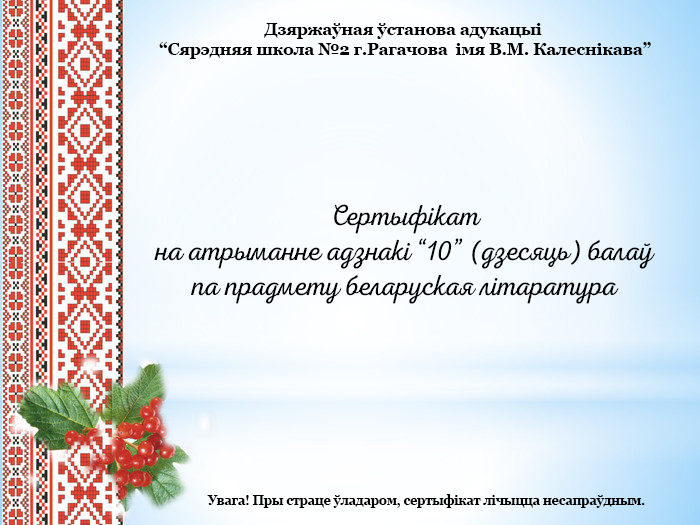 Дзяржаўная ўстанова адукацыі
“Сярэдняя школа №2 г.Рагачова імя В.М. Калеснікава”
Сертыфікат
на атрыманне адзнакі “10” (дзесяць) балаў
па прадмету беларуская літаратура
Увага! Пры страце ўладаром, сертыфікат лічыцца несапраўдным.